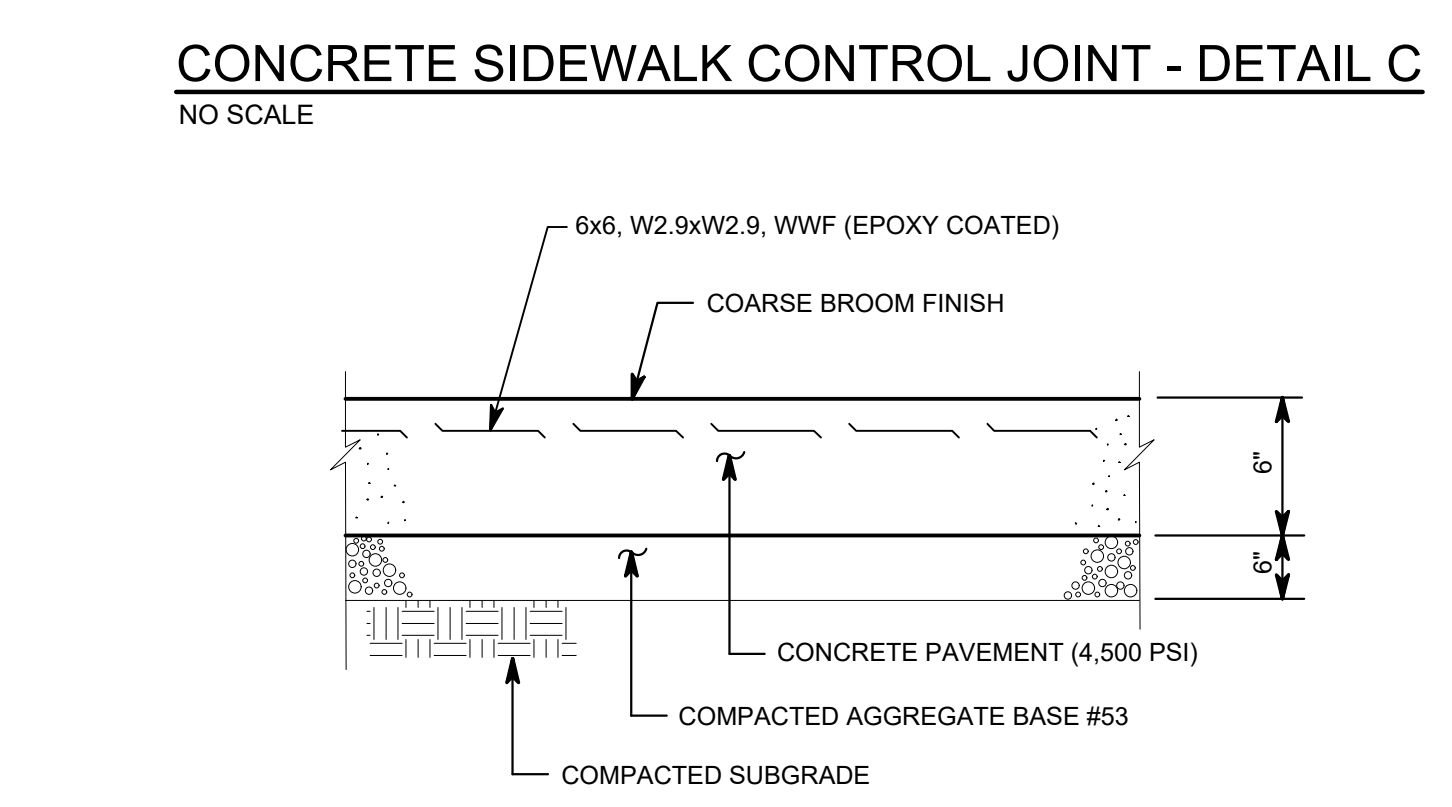 CONCRETE SIDEWALK CONTROL JOINT - DETAIL C
NO SCALE
6x6, W2.9xW2.9, WWF (EPOXY COATED)
COARSE BROOM FINISH
6"
6"
CONCRETE PAVEMENT (4,500 PSI)
COMPACTED AGGREGATE BASE #53
COMPACTED SUBGRADE